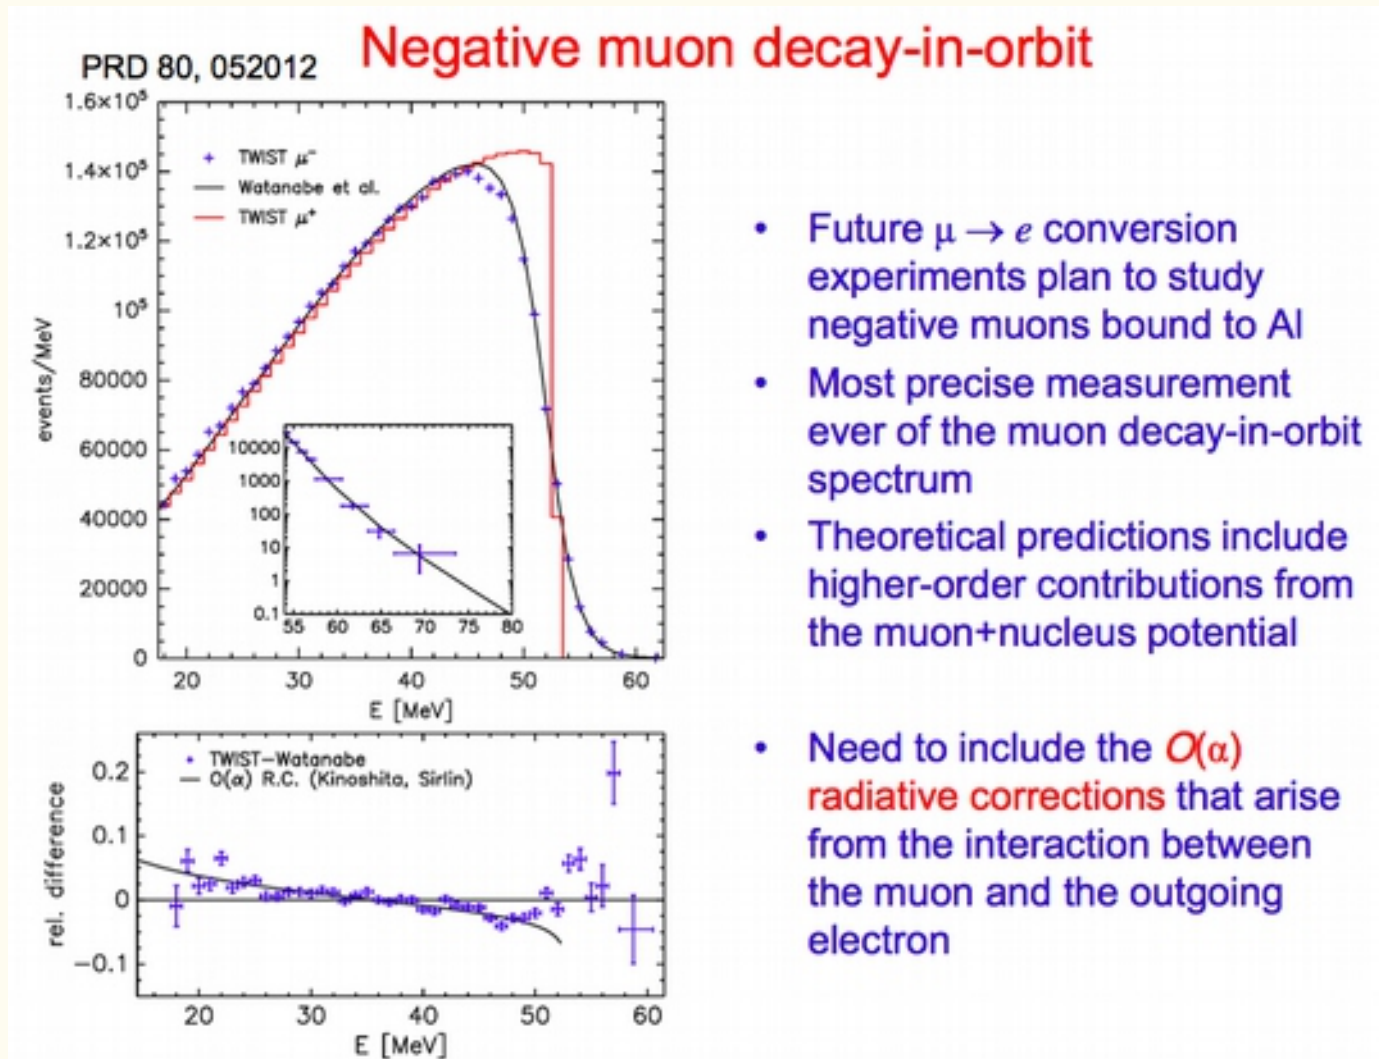 Negative muon decay-in-orbit
PRD 80, 052012
1.6×10⁵
1.4×10⁵
1.2×10⁵
10⁵
80000
60000
40000
20000
0
events/MeV
TWIST μ⁻
Watanabe et al.
TWIST μ⁺
10000
1000
100
10
1
0.1
55 60 65 70 75 80
20 30 40 50 60
E [MeV]
TWIST−Watanabe
O(α) R.C. (Kinoshita, Sirlin)
0.2
0.1
0
−0.1
rel. difference
20 30 40 50 60
E [MeV]
• Future μ → e conversion
experiments plan to study
negative muons bound to Al
• Most precise measurement
ever of the muon decay-in-orbit
spectrum
• Theoretical predictions include
higher-order contributions from
the muon+nucleus potential
• Need to include the O(α)
radiative corrections that arise
from the interaction between
the muon and the outgoing
electron